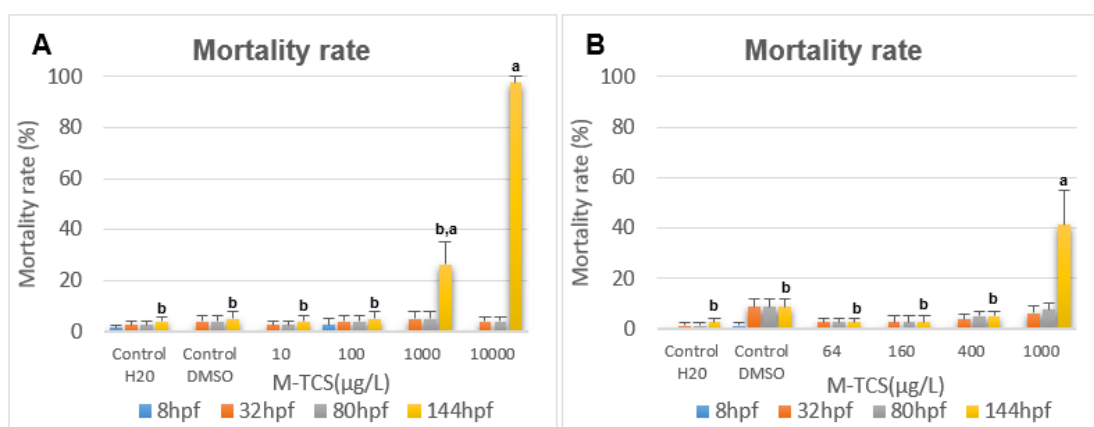 A
Mortality rate
100
80
60
40
20
0
Mortality rate (%)
a
b,a
b
b
b
b
Control H20
Control DMSO
10
100
1000
10000
M-TCS(µg/L)
8hpf 32hpf 80hpf 144hpf
B
Mortality rate
100
80
60
40
20
0
Mortality rate (%)
a
b
b
b
b
b
Control H20
Control DMSO
64
160
400
1000
M-TCS(µg/L)
8hpf 32hpf 80hpf 144hpf